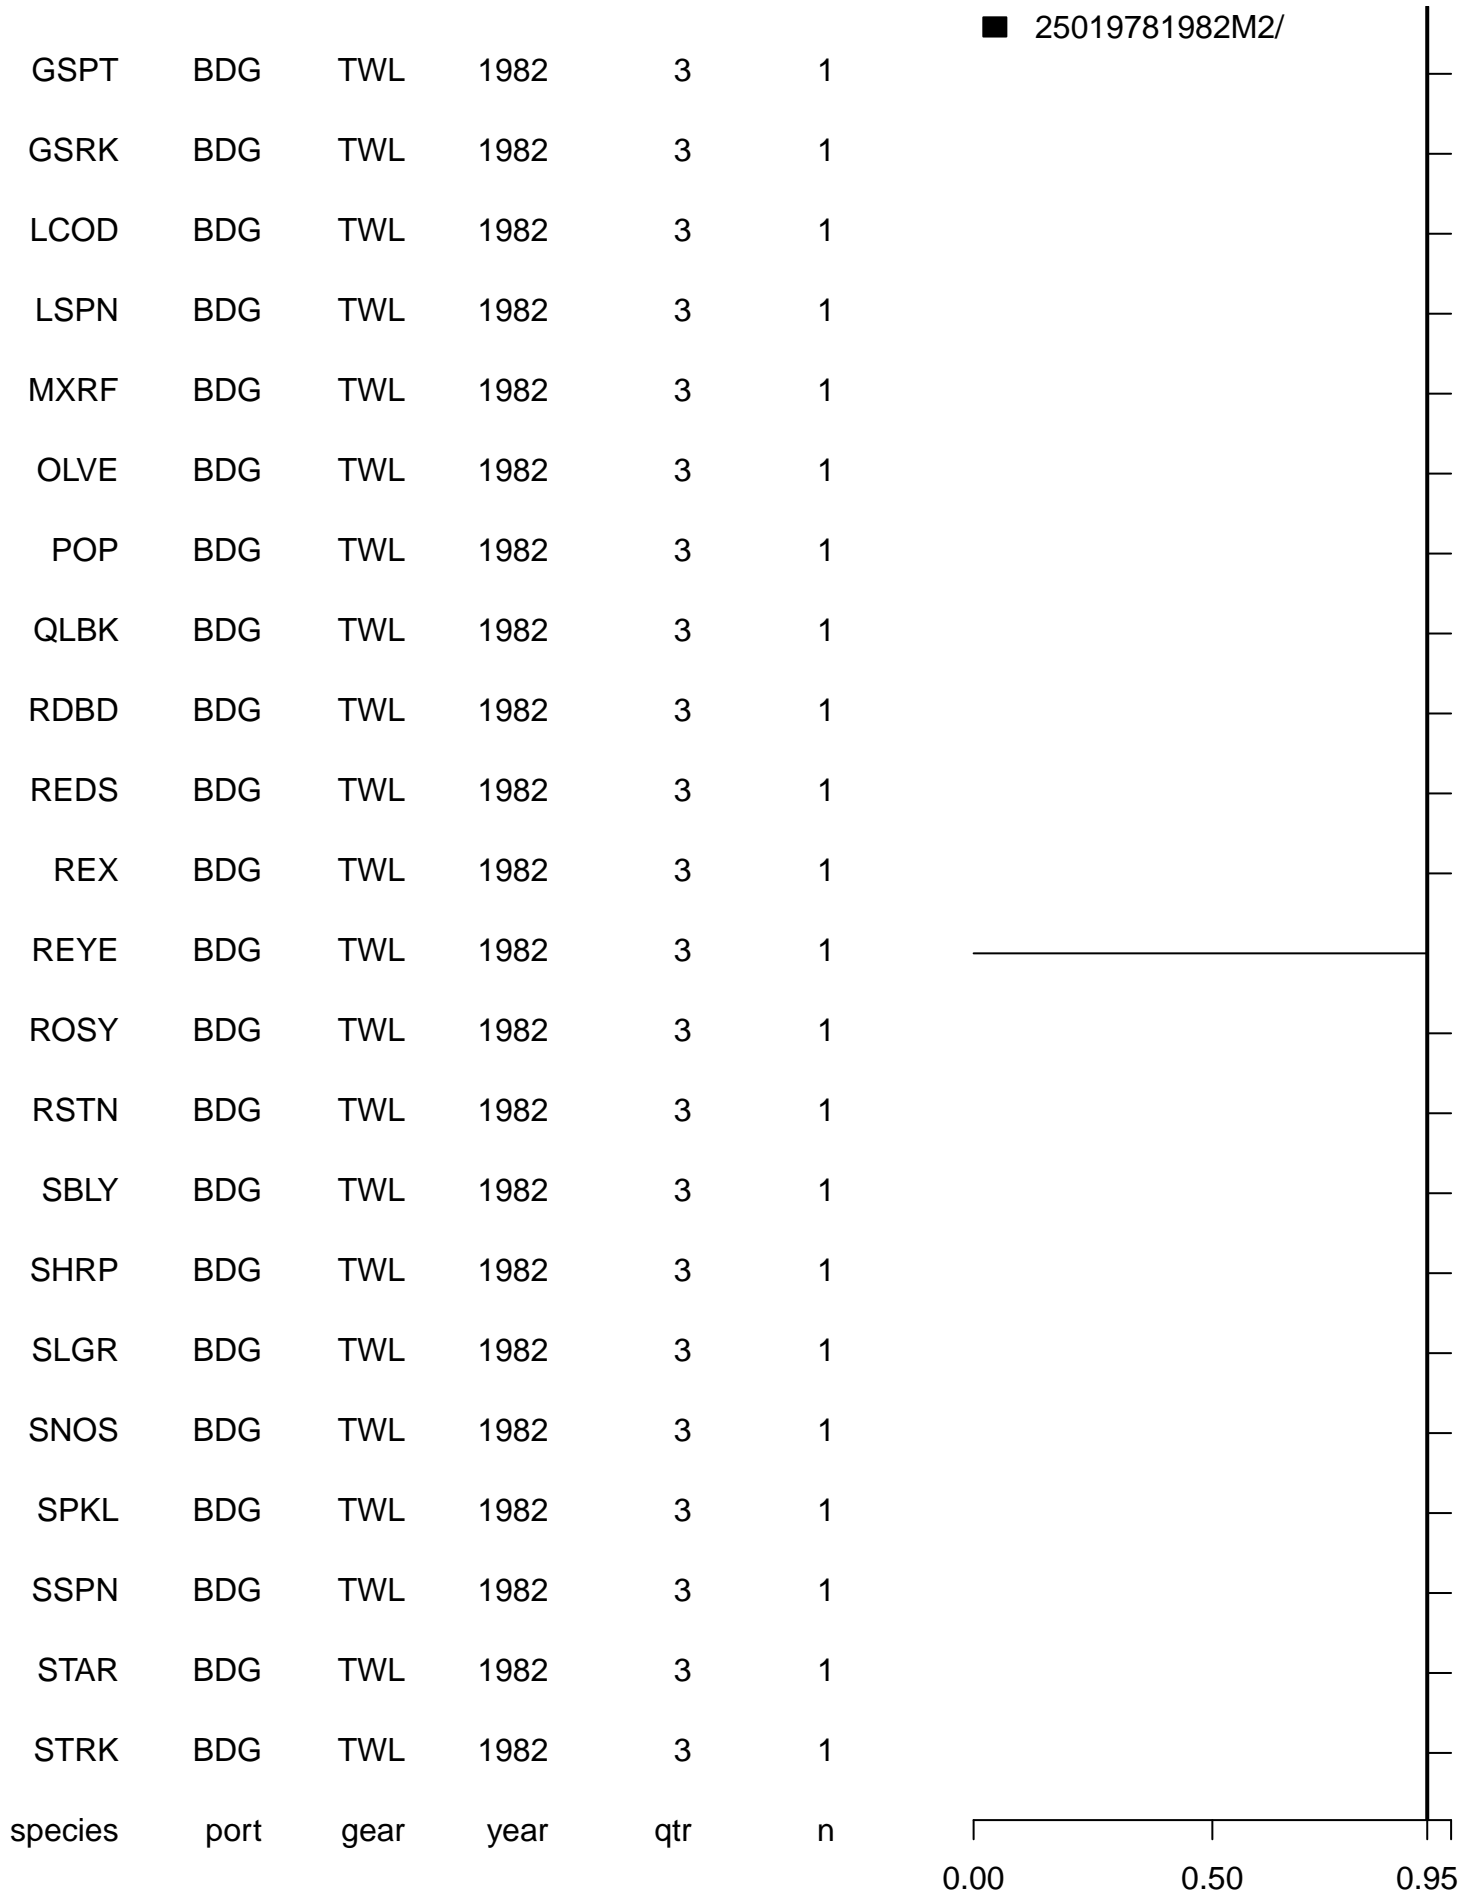 25019781982M2/
GSPT BDG TWL 1982 3 1
GSRK BDG TWL 1982 3 1
LCOD BDG TWL 1982 3 1
LSPN BDG TWL 1982 3 1
MXRF BDG TWL 1982 3 1
OLVE BDG TWL 1982 3 1
POP BDG TWL 1982 3 1
QLBK BDG TWL 1982 3 1
RDBD BDG TWL 1982 3 1
REDS BDG TWL 1982 3 1
REX BDG TWL 1982 3 1
REYE BDG TWL 1982 3 1
ROSY BDG TWL 1982 3 1
RSTN BDG TWL 1982 3 1
SBLY BDG TWL 1982 3 1
SHRP BDG TWL 1982 3 1
SLGR BDG TWL 1982 3 1
SNOS BDG TWL 1982 3 1
SPKL BDG TWL 1982 3 1
SSPN BDG TWL 1982 3 1
STAR BDG TWL 1982 3 1
STRK BDG TWL 1982 3 1
species port gear year qtr n
0.00 0.50 0.95